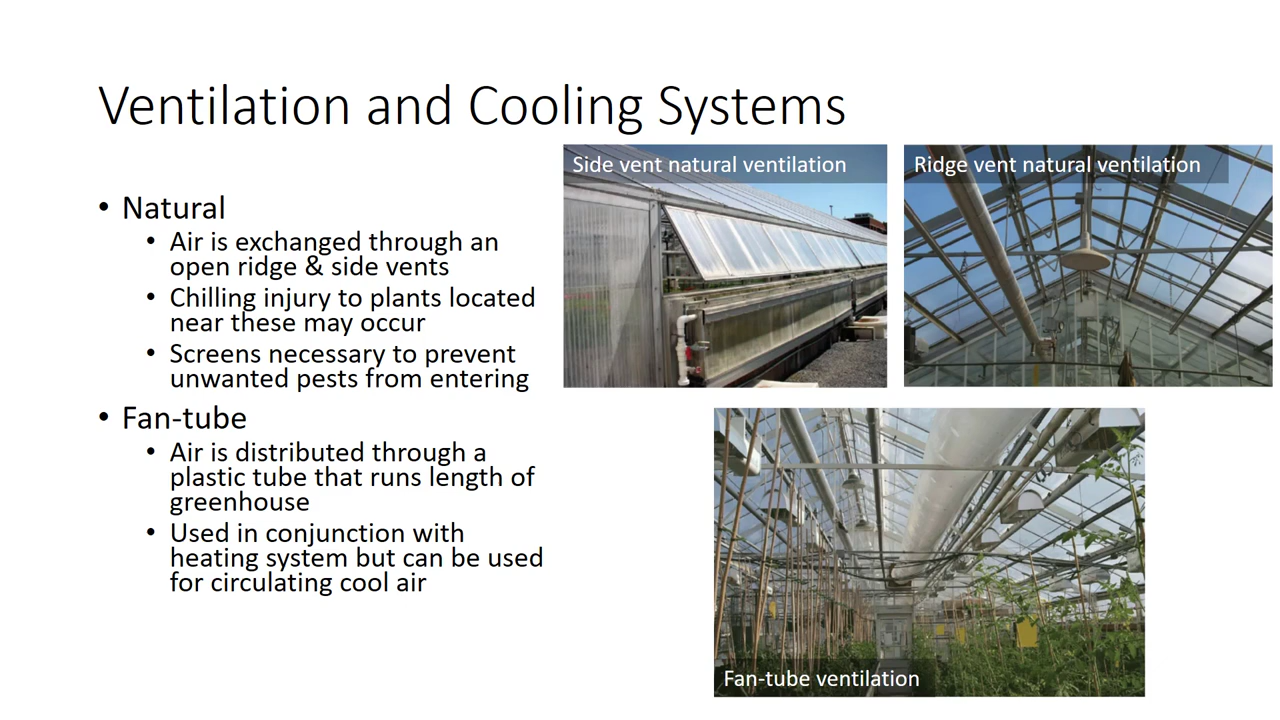 Ventilation and Cooling Systems
• Natural
• Air is exchanged through an
open ridge & side vents
• Chilling injury to plants located
near these may occur
• Screens necessary to prevent
unwanted pests from entering
• Fan-tube
• Air is distributed through a
plastic tube that runs length of
greenhouse
• Used in conjunction with
heating system but can be used
for circulating cool air
Side vent natural ventilation
Ridge vent natural ventilation
Fan-tube ventilation